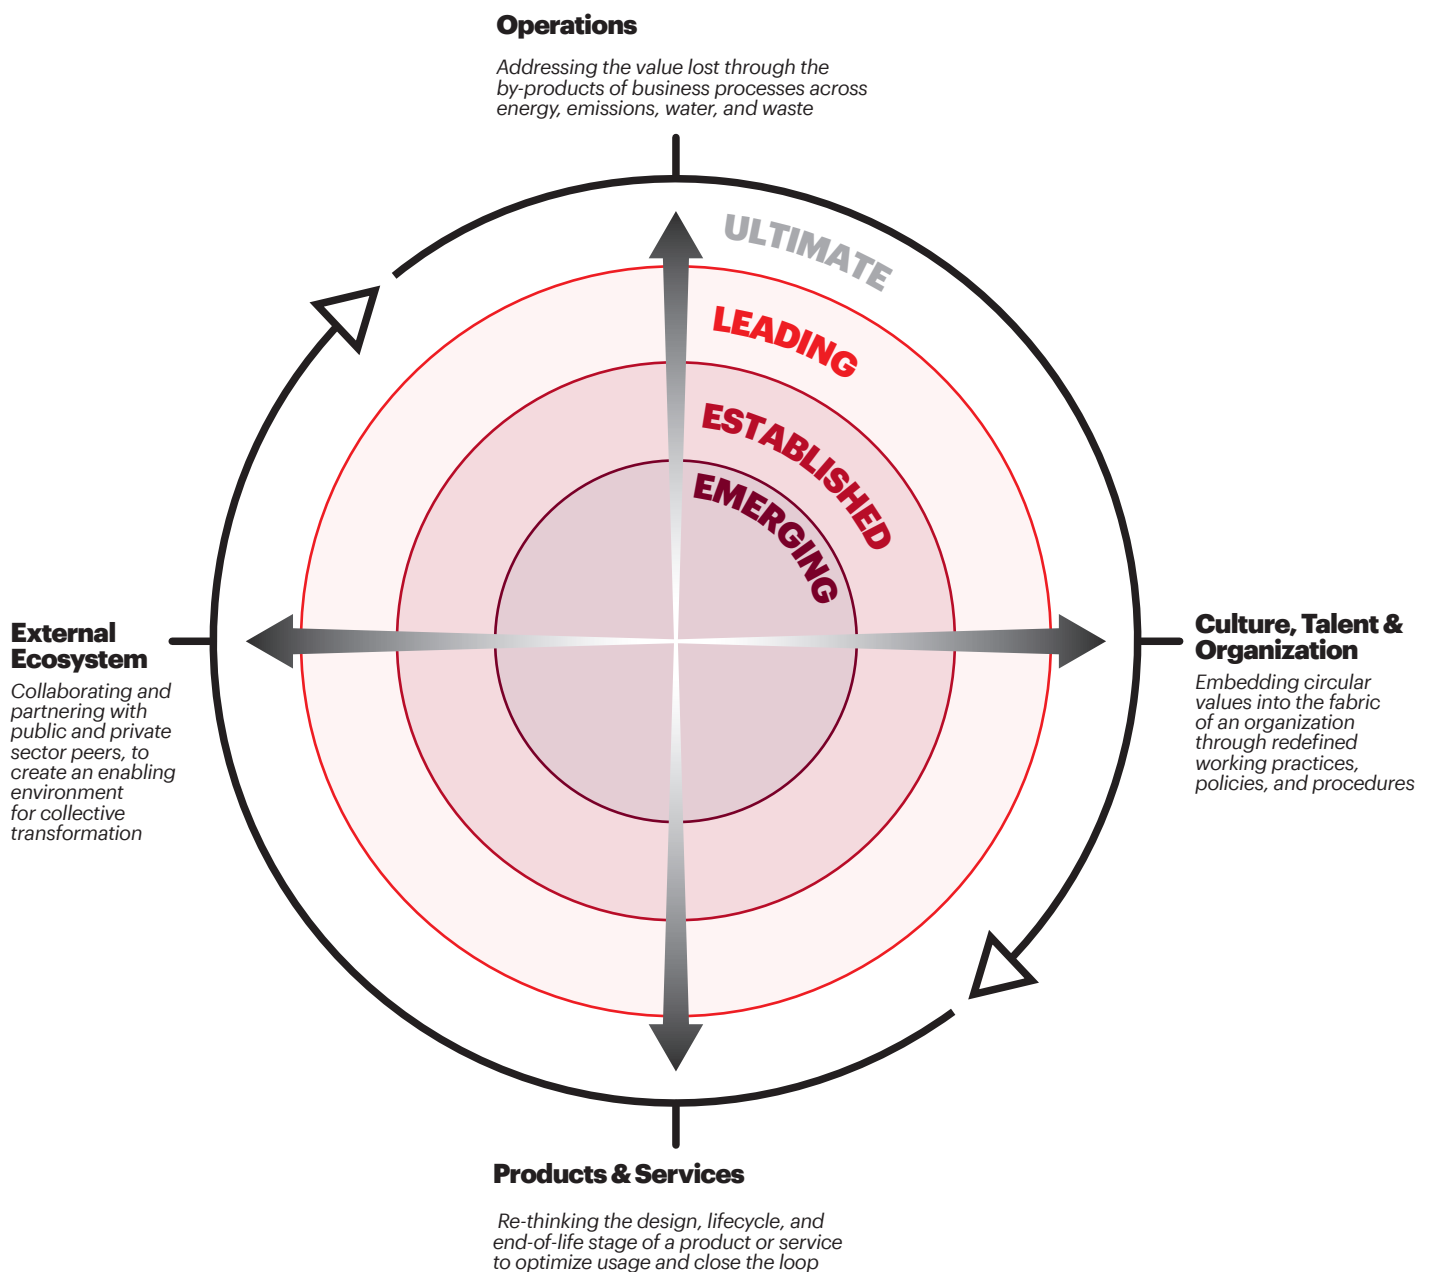 Operations
Addressing the value lost through the
by-products of business processes across
energy, emissions, water, and waste
ULTIMATE
LEADING
ESTABLISHED
EMERGING
External
Ecosystem
Collaborating and
partnering with
public and private
sector peers, to
create an enabling
environment
for collective
transformation
Culture, Talent &
Organization
Embedding circular
values into the fabric
of an organization
through redefined
working practices,
policies, and procedures
Products & Services
Re-thinking the design, lifecycle, and
end-of-life stage of a product or service
to optimize usage and close the loop